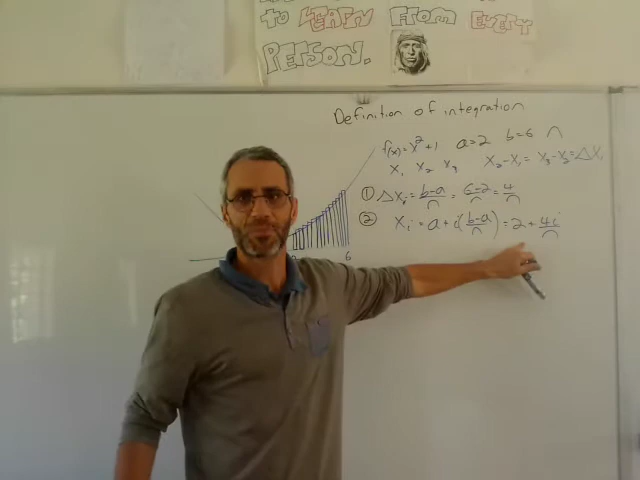 to LEARN FROM EVERY
PERSON.
Definition of integration
f(x)=x²+1 a=2 b=6 n
x₁ x₂ x₃ x₂-x₁ = x₃-x₂ = Δxᵢ
① Δxᵢ = b-a/n = 6-2/n = 4/n
② xᵢ = a + i(b-a/n) = 2 + 4i/n
6